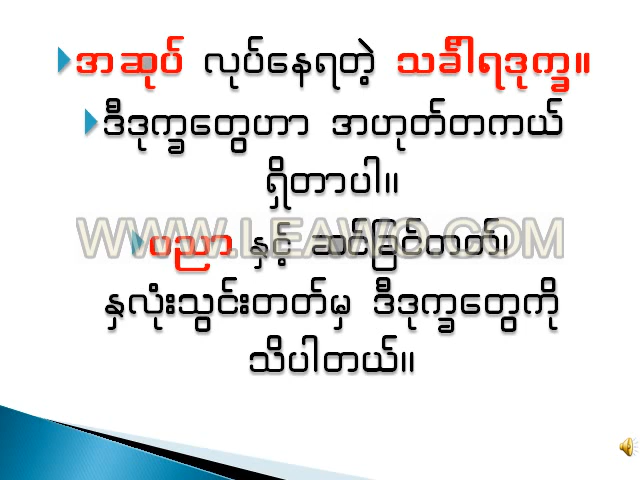 အဆုပ် လုပ်နေရတဲ့ သင်္ခါရဒုက္ခ။
ဒီဒုက္ခတွေဟာ အဟုတ်တကယ်
ရှိတာပါ။
WWW.LEAWO.COM
ပညာ နှင့် ဆင်ခြင်တတ်၊
နှလုံးသွင်းတတ်မှ ဒီဒုက္ခတွေကို
သိပါတယ်။